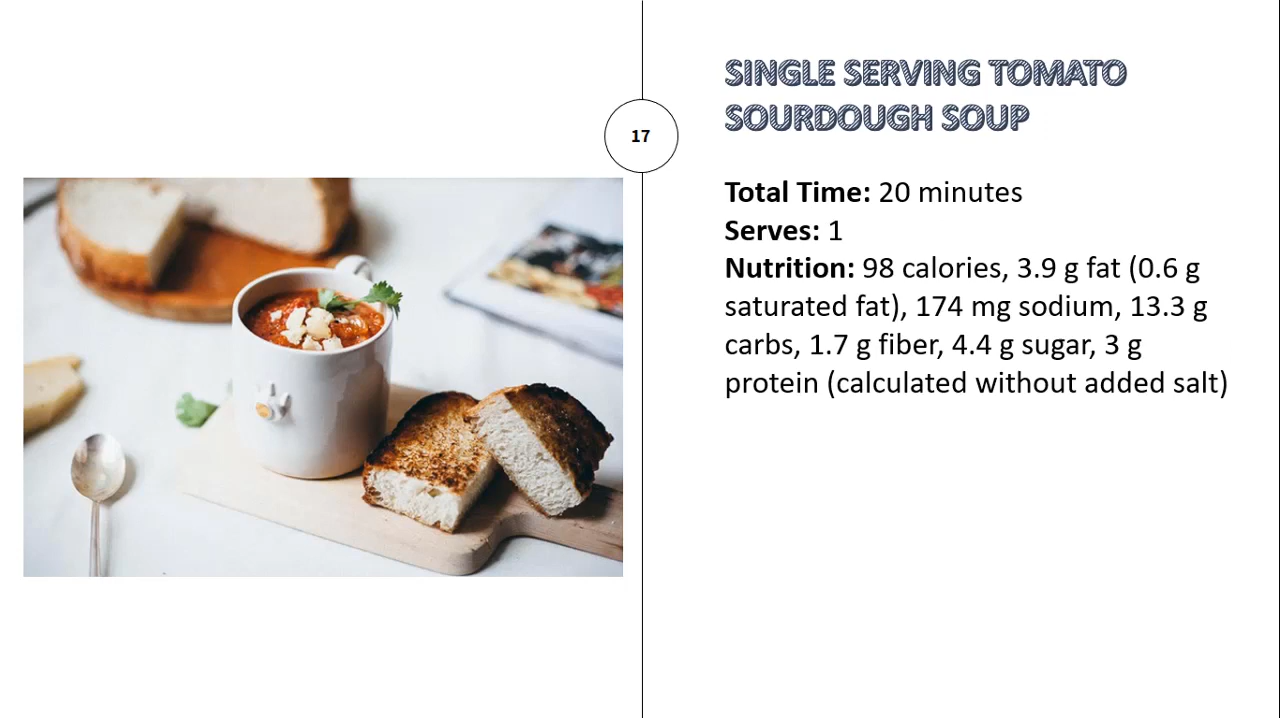 17
SINGLE SERVING TOMATO
SOURDOUGH SOUP
Total Time: 20 minutes
Serves: 1
Nutrition: 98 calories, 3.9 g fat (0.6 g
saturated fat), 174 mg sodium, 13.3 g
carbs, 1.7 g fiber, 4.4 g sugar, 3 g
protein (calculated without added salt)